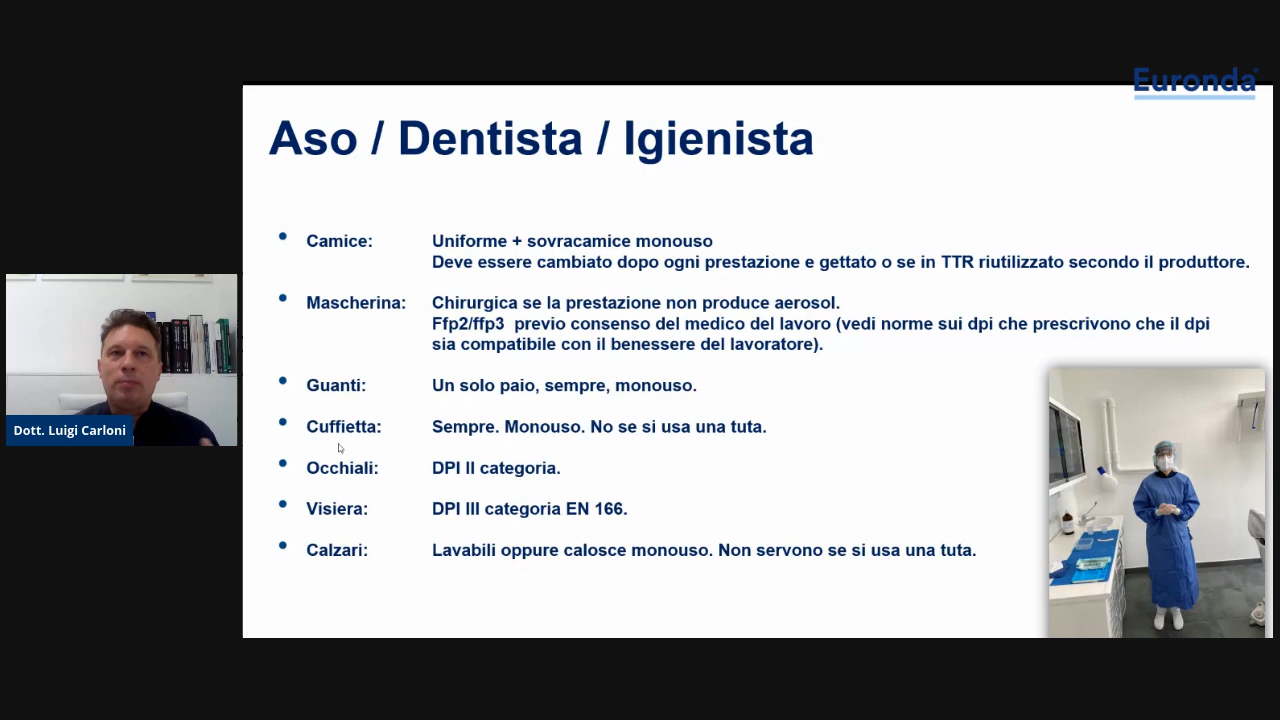 Euronda
Aso / Dentista / Igienista
Camice: Uniforme + sovracamice monouso
Deve essere cambiato dopo ogni prestazione e gettato o se in TTR riutilizzato secondo il produttore.
Mascherina: Chirurgica se la prestazione non produce aerosol.
Ffp2/ffp3 previo consenso del medico del lavoro (vedi norme sui dpi che prescrivono che il dpi
sia compatibile con il benessere del lavoratore).
Guanti: Un solo paio, sempre, monouso.
Cuffietta: Sempre. Monouso. No se si usa una tuta.
Occhiali: DPI II categoria.
Visiera: DPI III categoria EN 166.
Calzari: Lavabili oppure calosce monouso. Non servono se si usa una tuta.
Dott. Luigi Carloni